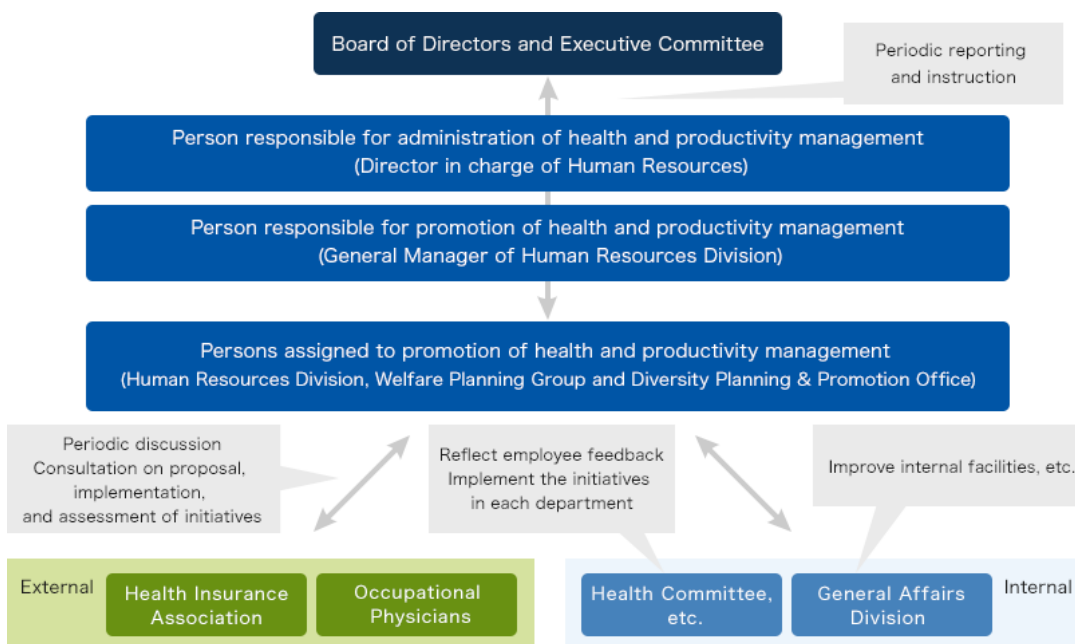 Board of Directors and Executive Committee
Periodic reporting
and instruction
Person responsible for administration of health and productivity management
(Director in charge of Human Resources)
Person responsible for promotion of health and productivity management
(General Manager of Human Resources Division)
Persons assigned to promotion of health and productivity management
(Human Resources Division, Welfare Planning Group and Diversity Planning & Promotion Office)
Periodic discussion
Consultation on proposal,
implementation,
and assessment of initiatives
Reflect employee feedback
Implement the initiatives
in each department
Improve internal facilities, etc.
External
Health Insurance
Association
Occupational
Physicians
Health Committee,
etc.
General Affairs
Division
Internal